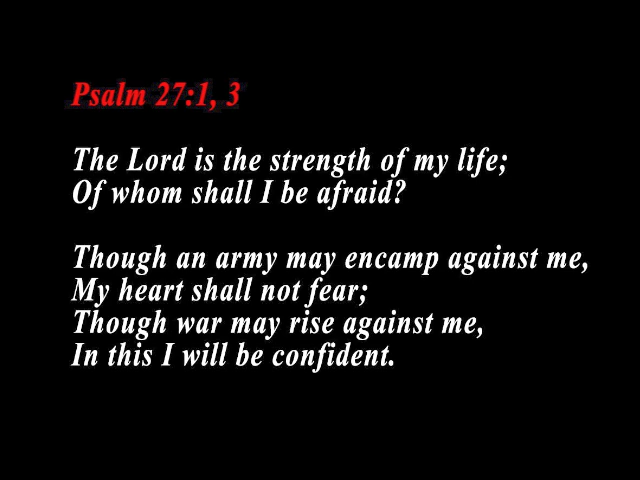 Psalm 27:1, 3
The Lord is the strength of my life;
Of whom shall I be afraid?
Though an army may encamp against me,
My heart shall not fear;
Though war may rise against me,
In this I will be confident.